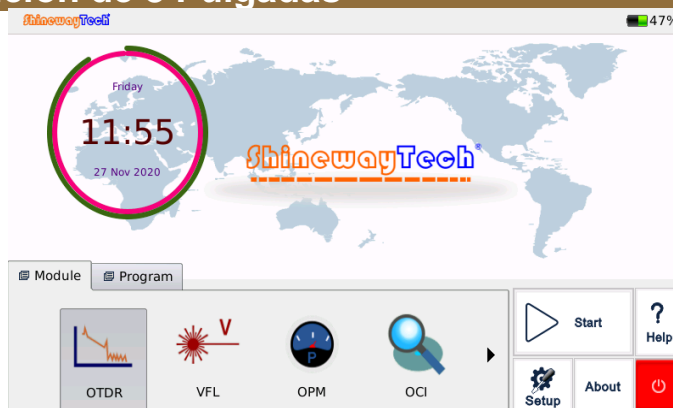 ShinewayTech
47%
Friday
11:55
27 Nov 2020
ShinewayTech®
Module
Program
V
P
OTDR
VFL
OPM
OCI
Start
?
Help
Setup
About